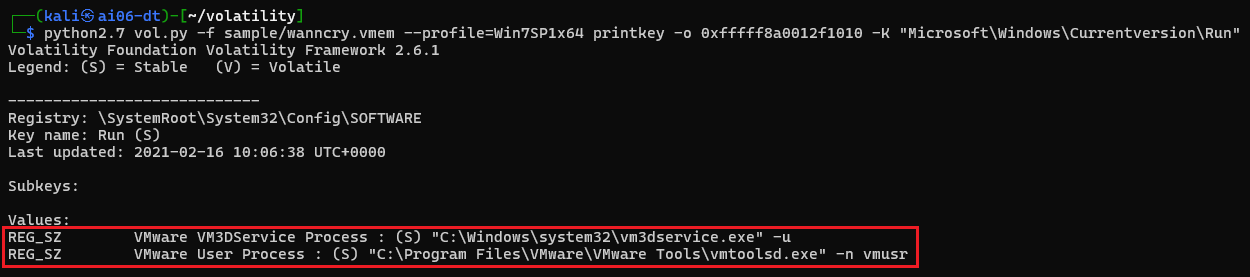 ┌──(kali㉿ai06-dt)-[~/volatility]
└─$ python2.7 vol.py -f sample/wanncry.vmem --profile=Win7SP1x64 printkey -o 0xfffff8a0012f1010 -K "Microsoft\Windows\Currentversion\Run"
Volatility Foundation Volatility Framework 2.6.1
Legend: (S) = Stable   (V) = Volatile
----------------------------
Registry: \SystemRoot\System32\Config\SOFTWARE
Key name: Run (S)
Last updated: 2021-02-16 10:06:38 UTC+0000
Subkeys:
Values:
REG_SZ        VMware VM3DService Process : (S) "C:\Windows\system32\vm3dservice.exe" -u
REG_SZ        VMware User Process : (S) "C:\Program Files\VMware\VMware Tools\vmtoolsd.exe" -n vmusr